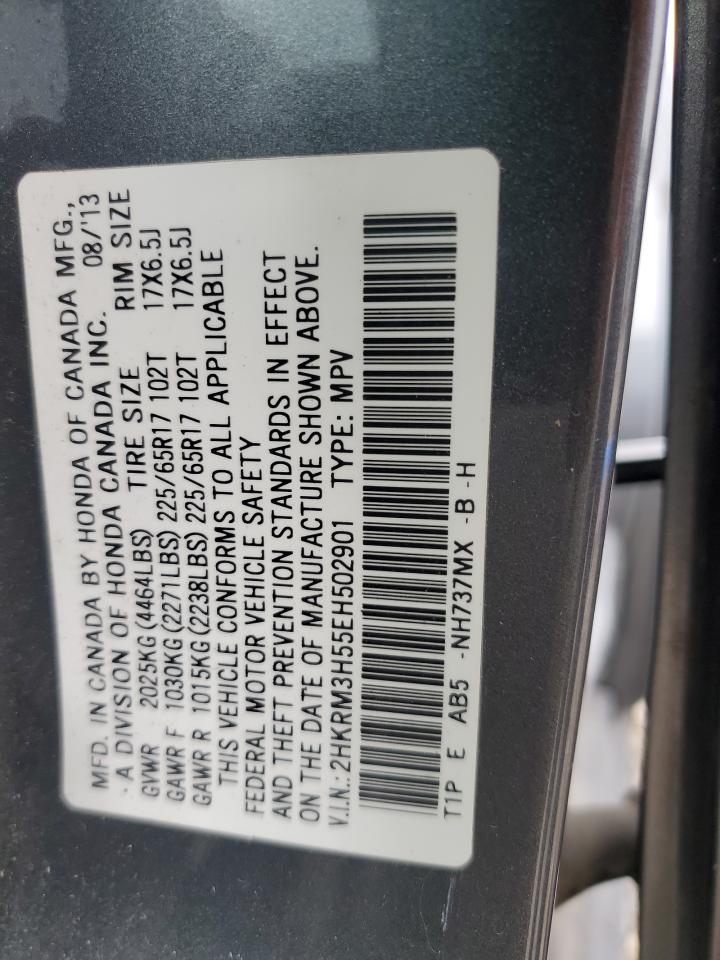 MFD. IN CANADA BY HONDA OF CANADA MFG.,
A DIVISION OF HONDA CANADA INC. 08/'13
GVWR 2025KG (4464LBS) TIRE SIZE RIM SIZE
GAWR F 1030KG (2271LBS) 225/65R17 102T 17X6.5J
GAWR R 1015KG (2238LBS) 225/65R17 102T 17X6.5J
THIS VEHICLE CONFORMS TO ALL APPLICABLE
FEDERAL MOTOR VEHICLE SAFETY
AND THEFT PREVENTION STANDARDS IN EFFECT
ON THE DATE OF MANUFACTURE SHOWN ABOVE.
V.I.N.: 2HKRM3H55EH502901 TYPE: MPV
T1P E AB5 -NH737MX -B -H